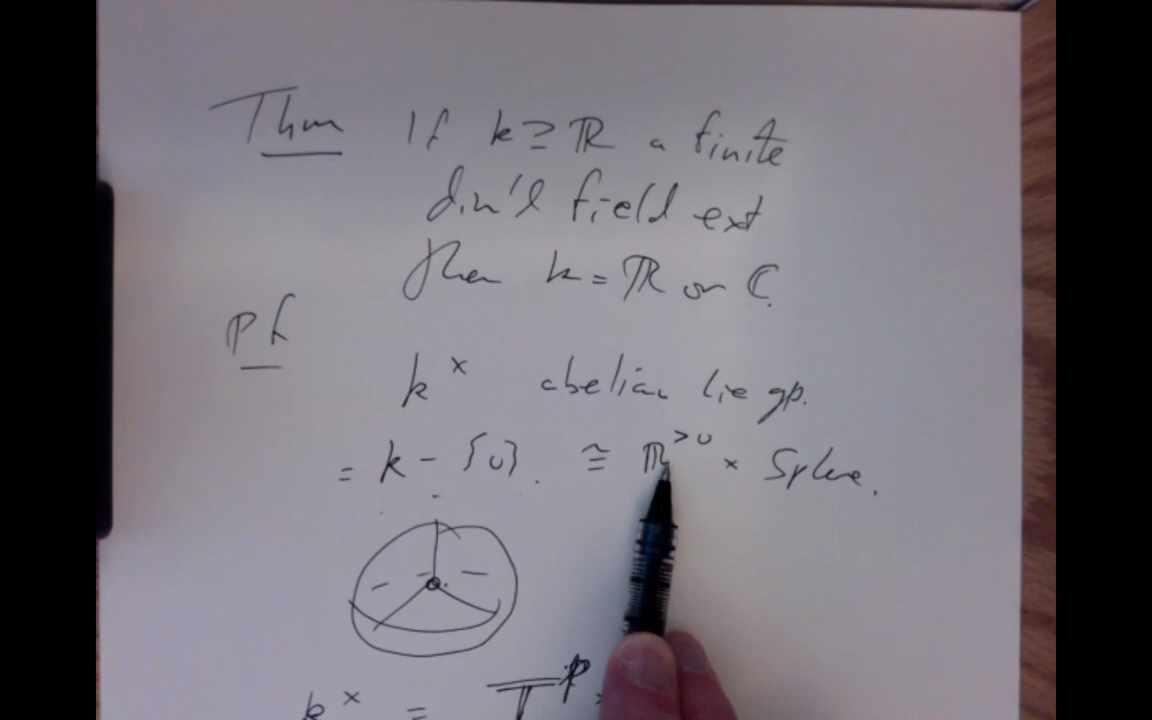 Thm If k ⊇ ℝ a finite
dim'l field ext
then k = ℝ or ℂ.
Pf
k^× abelian Lie gp.
= k - {0}. ≅ ℝ^{>0} × Sphere.
k^× = T^p ×